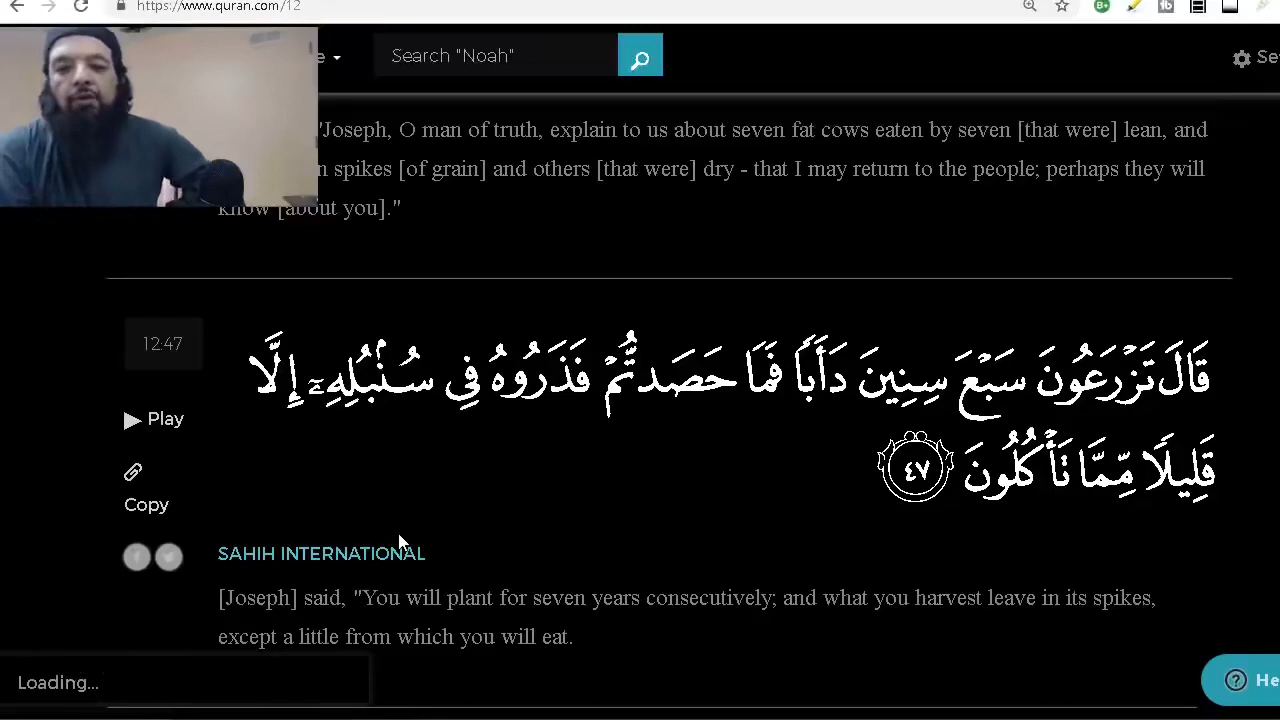 https://www.quran.com/12
Search "Noah"
"Joseph, O man of truth, explain to us about seven fat cows eaten by seven [that were] lean, and
spikes [of grain] and others [that were] dry - that I may return to the people; perhaps they will
know [about you]."
12:47
قَالَ تَزْرَعُونَ سَبْعَ سِنِينَ دَأَبًا فَمَا حَصَدتُّمْ فَذَرُوهُ فِي سُنۢبُلِهِۦٓ إِلَّا
قَلِيلًا مِّمَّا تَأْكُلُونَ ٤٧
Play
Copy
SAHIH INTERNATIONAL
[Joseph] said, "You will plant for seven years consecutively; and what you harvest leave in its spikes,
except a little from which you will eat.
Loading...
He